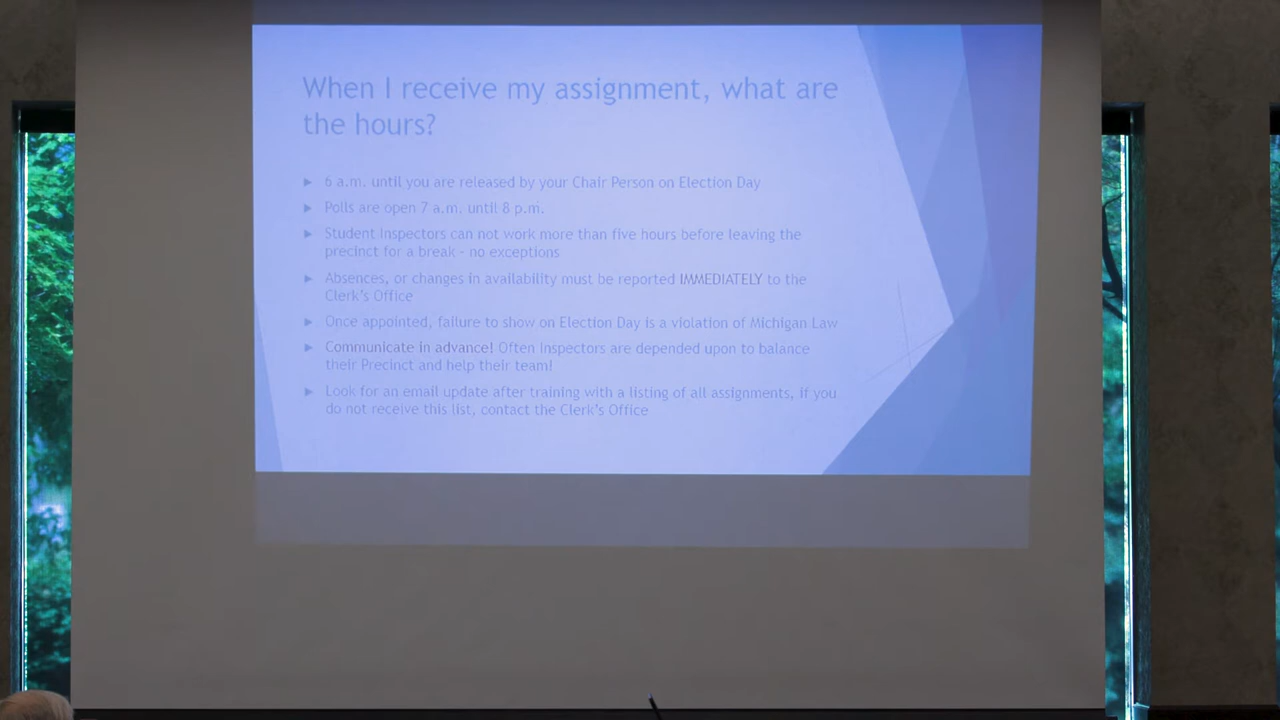 When I receive my assignment, what are
the hours?
6 a.m. until you are released by your Chair Person on Election Day
Polls are open 7 a.m. until 8 p.m.
Student Inspectors can not work more than five hours before leaving the
precinct for a break – no exceptions
Absences, or changes in availability must be reported IMMEDIATELY to the
Clerk's Office
Once appointed, failure to show on Election Day is a violation of Michigan Law
Communicate in advance! Often Inspectors are depended upon to balance
their Precinct and help their team!
Look for an email update after training with a listing of all assignments, if you
do not receive this list, contact the Clerk's Office